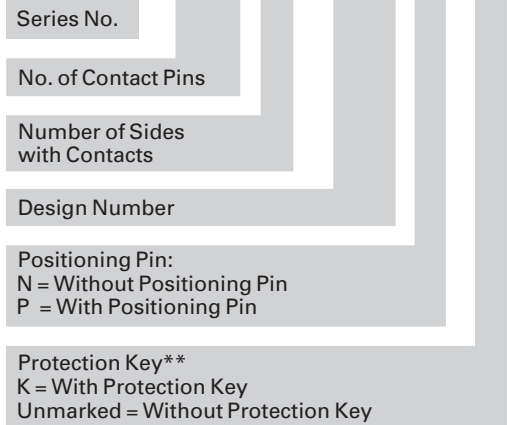 Series No.
No. of Contact Pins
Number of Sides
with Contacts
Design Number
Positioning Pin:
N = Without Positioning Pin
P = With Positioning Pin
Protection Key**
K = With Protection Key
Unmarked = Without Protection Key